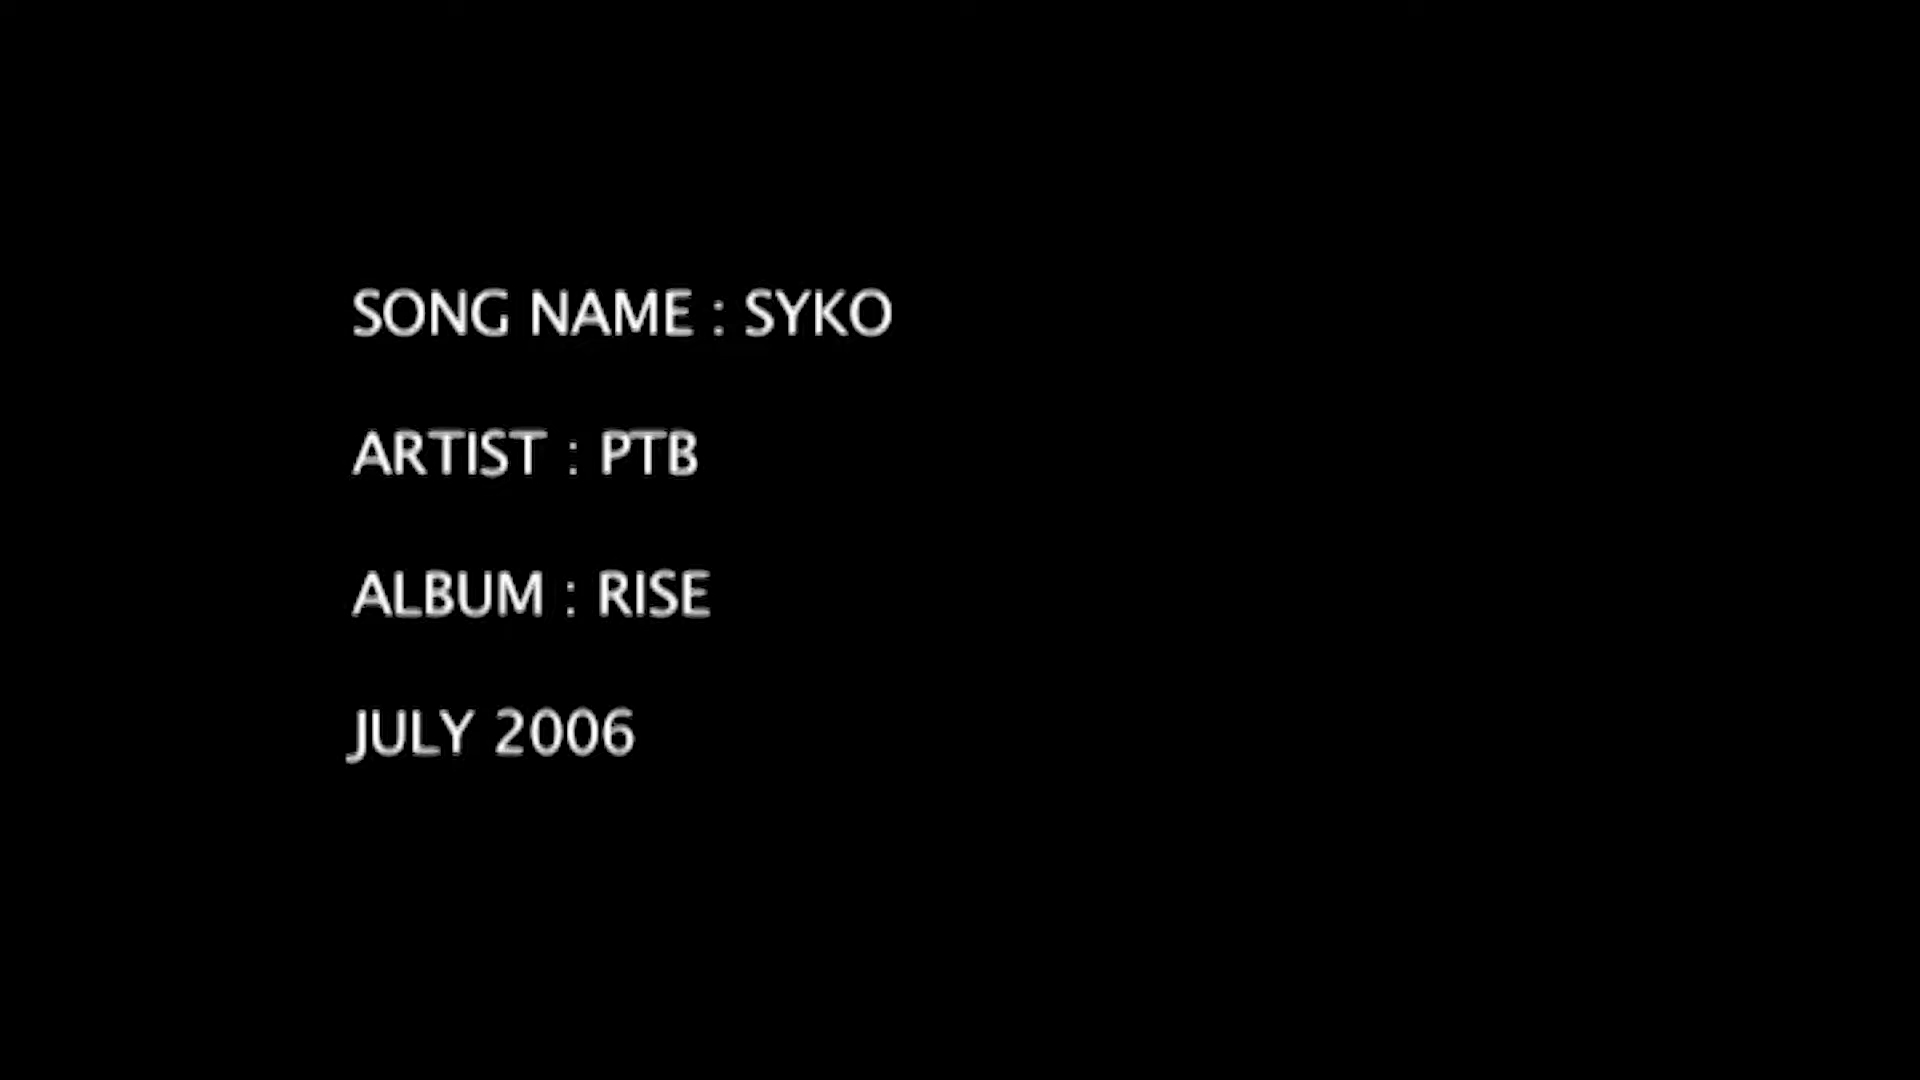 SONG NAME : SYKO
ARTIST : PTB
ALBUM : RISE
JULY 2006